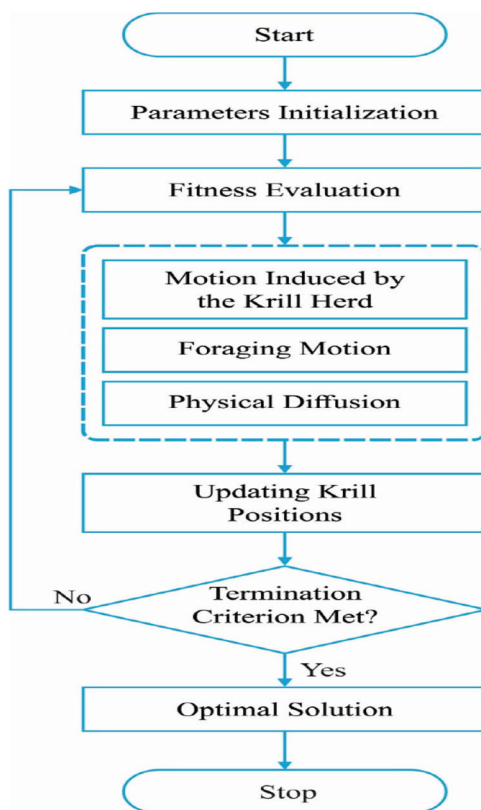 Start
Parameters Initialization
Fitness Evaluation
Motion Induced by
the Krill Herd
Foraging Motion
Physical Diffusion
Updating Krill
Positions
Termination
Criterion Met?
No
Yes
Optimal Solution
Stop